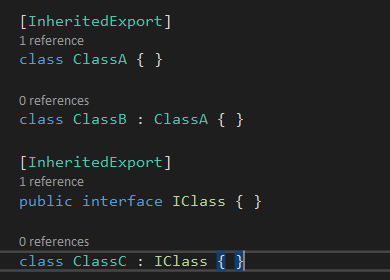 [InheritedExport]
1 reference
class ClassA { }
0 references
class ClassB : ClassA { }
[InheritedExport]
1 reference
public interface IClass { }
0 references
class ClassC : IClass { }